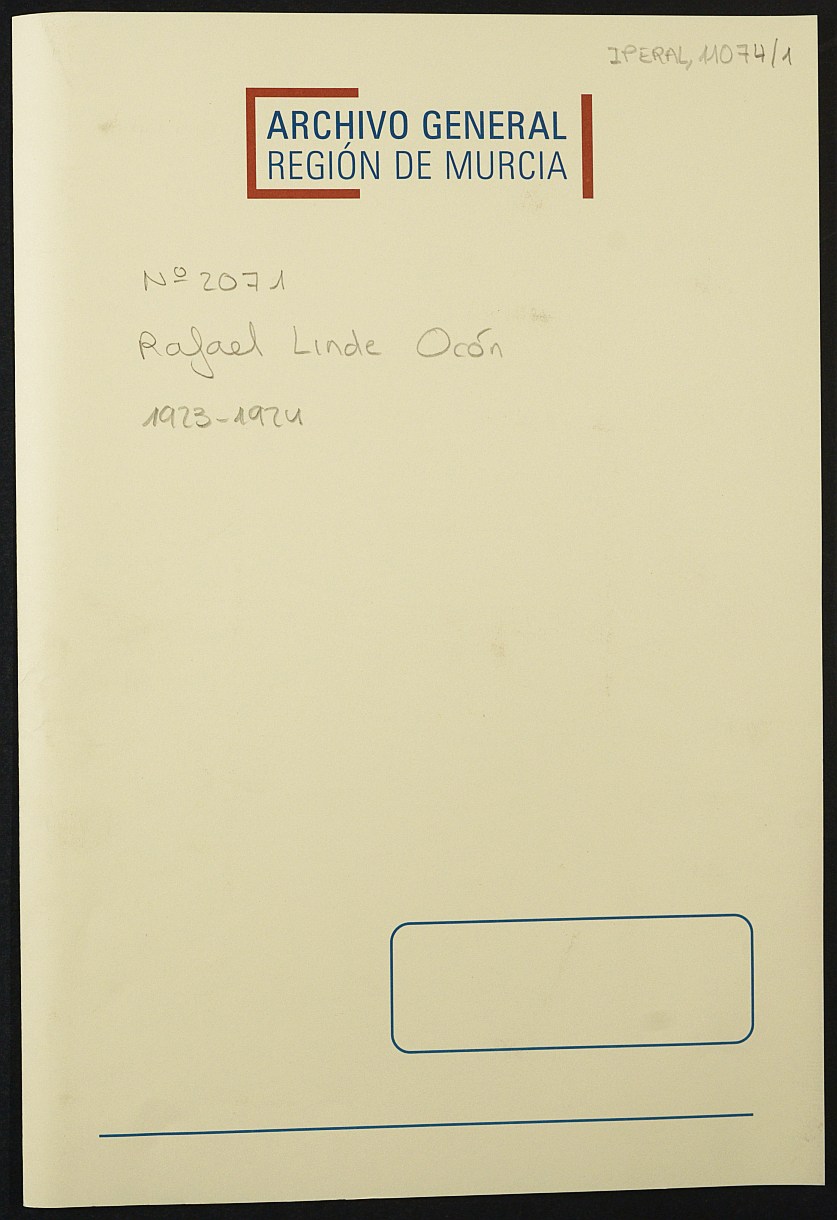 IPERAL, 11074/1
ARCHIVO GENERAL
REGIÓN DE MURCIA
Nº 2071
Rafael Linde Ocón
1923-1924